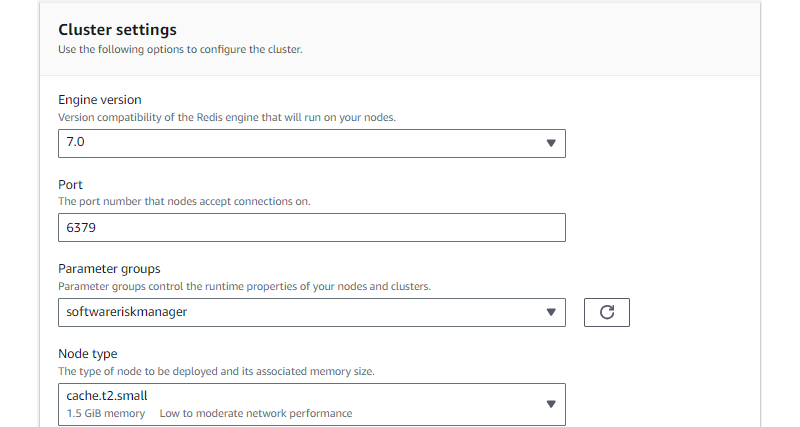 Cluster settings
Use the following options to configure the cluster.
Engine version
Version compatibility of the Redis engine that will run on your nodes.
7.0
Port
The port number that nodes accept connections on.
6379
Parameter groups
Parameter groups control the runtime properties of your nodes and clusters.
softwareriskmanager
Node type
The type of node to be deployed and its associated memory size.
cache.t2.small
1.5 GiB memory Low to moderate network performance